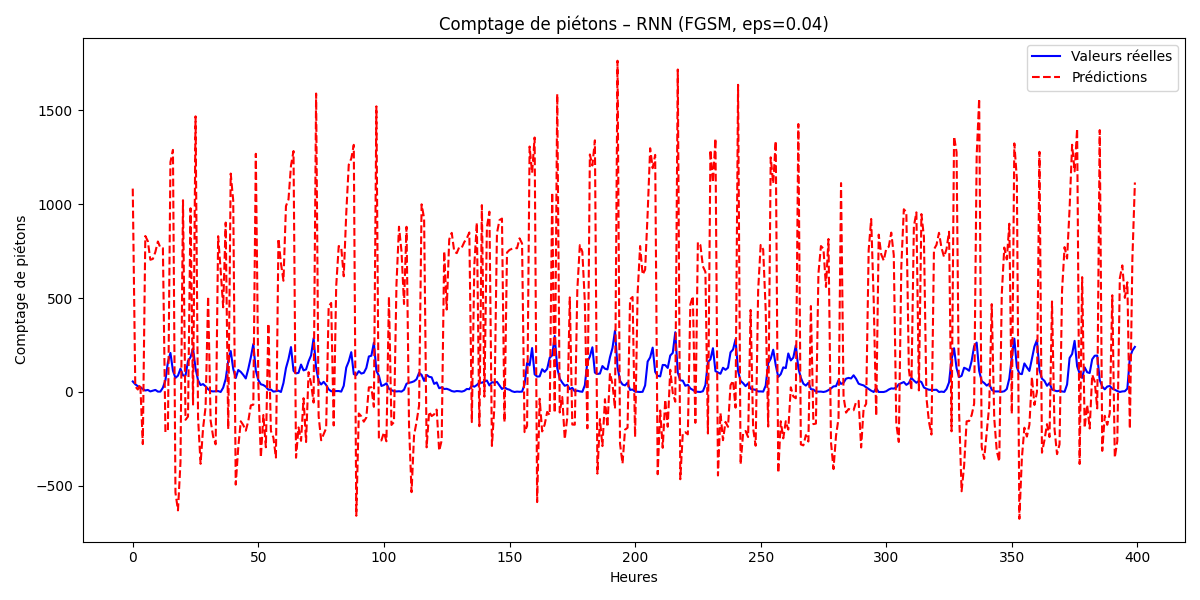 Comptage de piétons – RNN (FGSM, eps=0.04)
Valeurs réelles
Prédictions
Comptage de piétons
1500
1000
500
0
−500
0 50 100 150 200 250 300 350 400
Heures